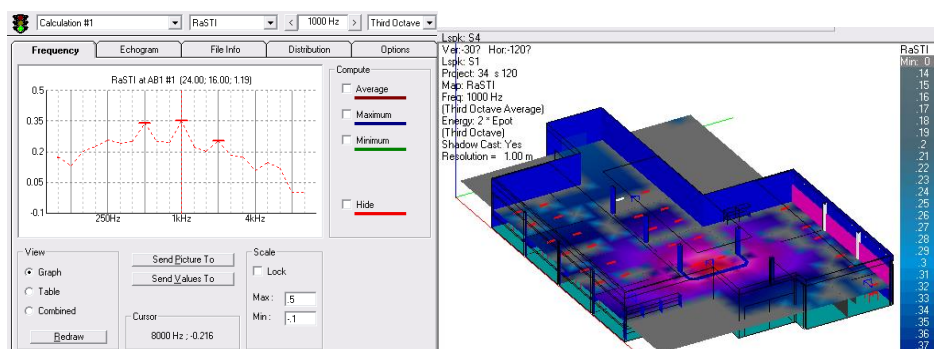 Calculation #1
RaSTI
<
1000 Hz
>
Third Octave
Frequency
Echogram
File Info
Distribution
Options
RaSTI at AB1 #1 (24.00; 16.00; 1.19)
0.5
0.35
0.2
0.05
-0.1
250Hz
1kHz
4kHz
Compute
Average
Maximum
Minimum
Hide
View
Graph
Table
Combined
Redraw
Send Picture To
Send Values To
Cursor
8000 Hz ; -0.216
Scale
Lock
Max :
.5
Min :
-.1
Lspk: S4
Ver:-30? Hor:-120?
Lspk: S1
Project: 34 s 120
Map: RaSTI
Freq: 1000 Hz
(Third Octave Average)
Energy: 2 * Epot
(Third Octave)
Shadow Cast: Yes
Resolution = 1.00 m
RaSTI
Min: 0
.14
.15
.16
.17
.18
.19
.2
.21
.22
.23
.24
.25
.26
.27
.28
.29
.3
.31
.32
.33
.34
.35
.36
.37